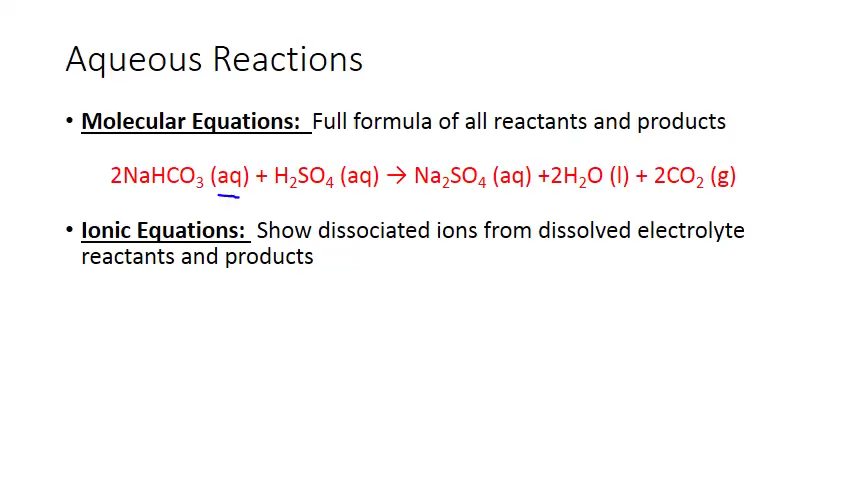 Aqueous Reactions
• Molecular Equations: Full formula of all reactants and products
2NaHCO₃ (aq) + H₂SO₄ (aq) → Na₂SO₄ (aq) +2H₂O (l) + 2CO₂ (g)
• Ionic Equations: Show dissociated ions from dissolved electrolyte
reactants and products